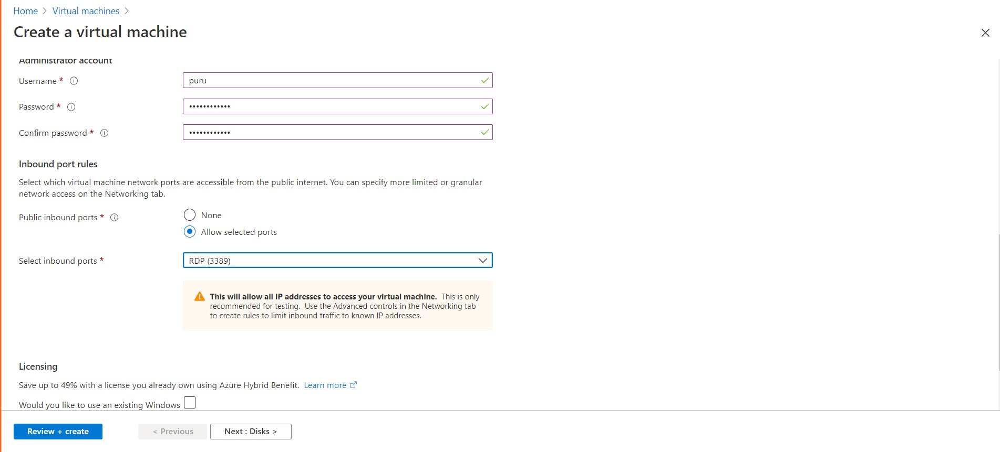 Home > Virtual machines >
Create a virtual machine
Administrator account
Username *
puru
Password *
••••••••••••
Confirm password *
••••••••••••
Inbound port rules
Select which virtual machine network ports are accessible from the public internet. You can specify more limited or granular
network access on the Networking tab.
Public inbound ports *
None
Allow selected ports
Select inbound ports *
RDP (3389)
This will allow all IP addresses to access your virtual machine. This is only
recommended for testing. Use the Advanced controls in the Networking tab
to create rules to limit inbound traffic to known IP addresses.
Licensing
Save up to 49% with a license you already own using Azure Hybrid Benefit. Learn more
Would you like to use an existing Windows
Review + create
< Previous
Next : Disks >